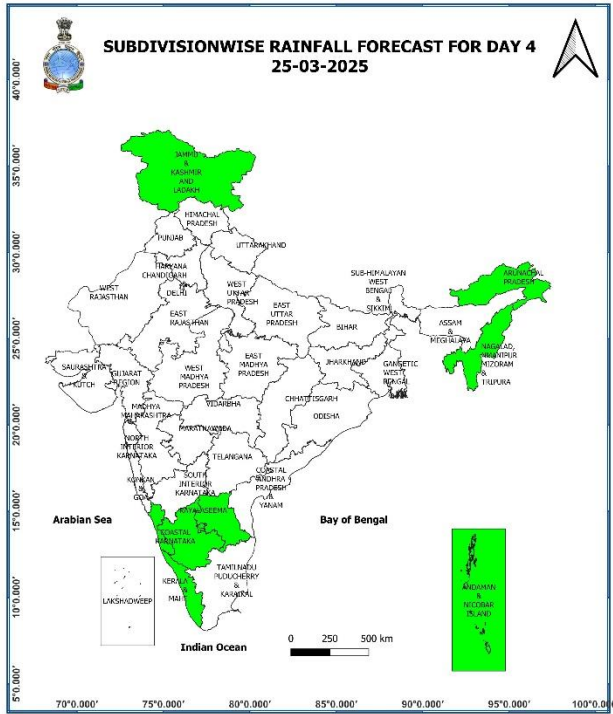 SUBDIVISIONWISE RAINFALL FORECAST FOR DAY 4
25-03-2025
40°0.000'
35°0.000'
30°0.000'
25°0.000'
20°0.000'
15°0.000'
10°0.000'
5°0.000'
JAMMU
&
KASHMIR
AND
LADAKH
HIMACHAL
PRADESH
PUNJAB
UTTARAKHAND
HARYANA
CHANDIGARH
&
DELHI
WEST
RAJASTHAN
WEST
UTTAR
PRADESH
EAST
RAJASTHAN
EAST
UTTAR
PRADESH
SUB-HIMALAYAN
WEST
BENGAL
&
SIKKIM
ARUNACHAL
PRADESH
ASSAM
&
MEGHALAYA
BIHAR
NAGALAD,
MANIPUR
MIZORAM
&
TRIPURA
SAURASHTRA
&
KUTCH
GUJARAT
REGION
WEST
MADHYA
PRADESH
EAST
MADHYA
PRADESH
JHARKHAND
GANGETIC
WEST
BENGAL
CHHATTISGARH
ODISHA
VIDARBHA
MADHYA
MAHARASHTRA
MARATHAWADA
NORTH
INTERIOR
KARNATAKA
TELANGANA
KONKAN
&
GOA
SOUTH
INTERIOR
KARNATAKA
COASTAL
ANDHRA
PRADESH
&
YANAM
RAYALASEEMA
COASTAL
KARNATAKA
Arabian Sea
Bay of Bengal
LAKSHADWEEP
KERALA
&
MAHE
TAMILNADU
PUDUCHERRY
&
KARAIKAL
ANDAMAN
&
NICOBAR
ISLAND
Indian Ocean
0 250 500 km
70°0.000' 75°0.000' 80°0.000' 85°0.000' 90°0.000' 95°0.000' 100°0.000'